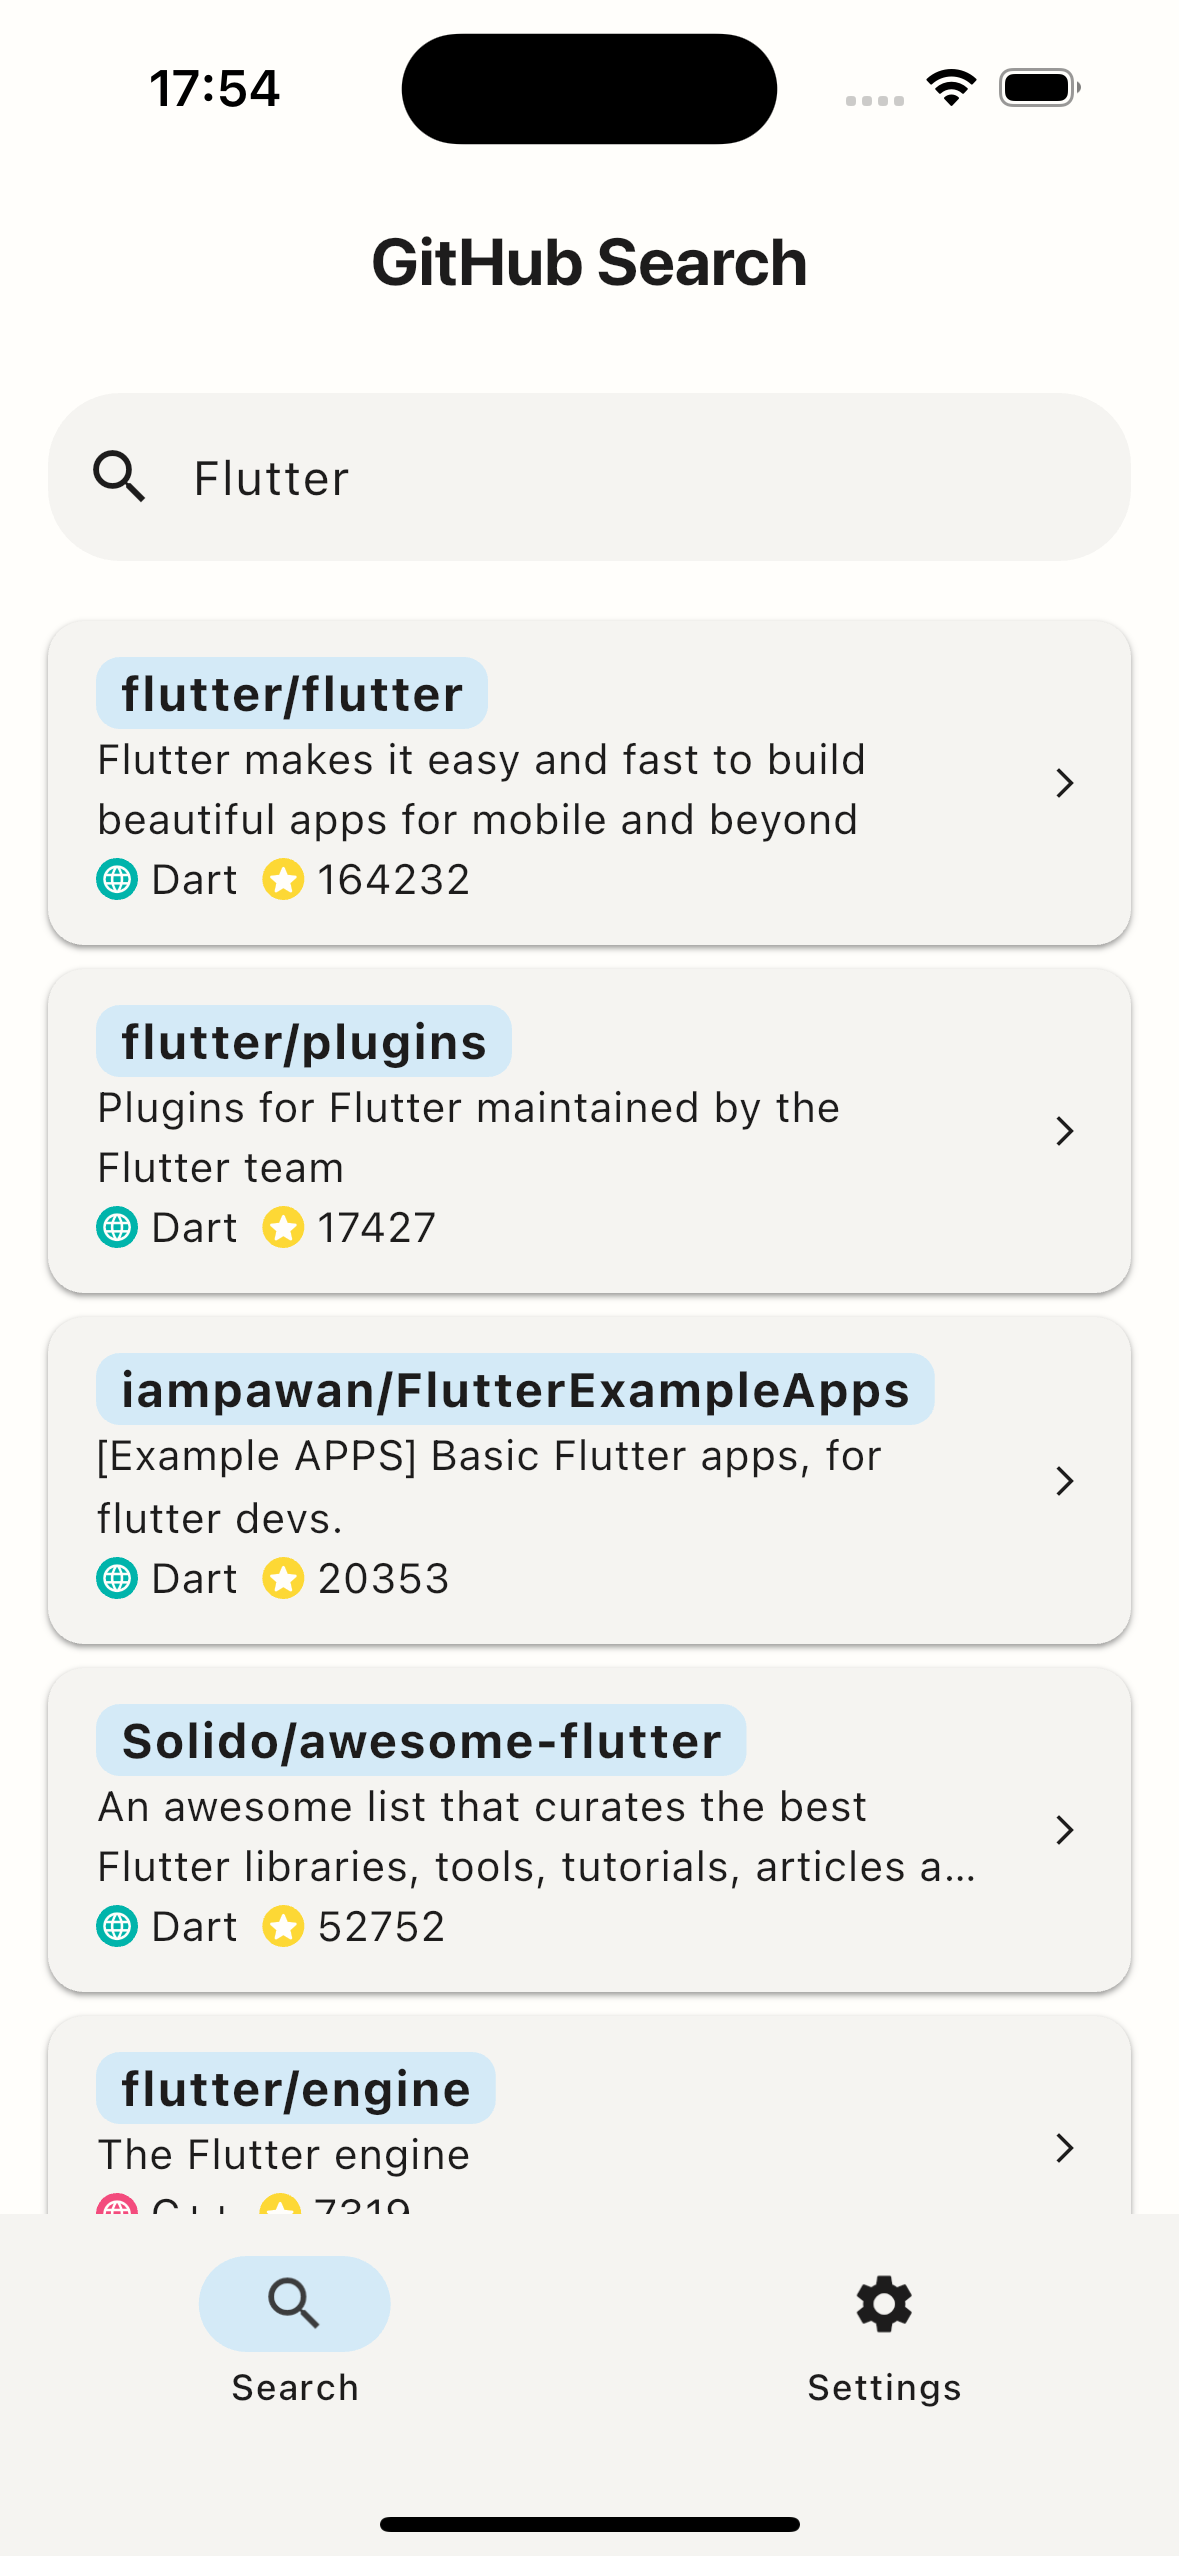 17:54
GitHub Search
Flutter
flutter/flutter
Flutter makes it easy and fast to build
beautiful apps for mobile and beyond
Dart 164232
flutter/plugins
Plugins for Flutter maintained by the
Flutter team
Dart 17427
iampawan/FlutterExampleApps
[Example APPS] Basic Flutter apps, for
flutter devs.
Dart 20353
Solido/awesome-flutter
An awesome list that curates the best
Flutter libraries, tools, tutorials, articles a...
Dart 52752
flutter/engine
The Flutter engine
C++ 7319
Search
Settings